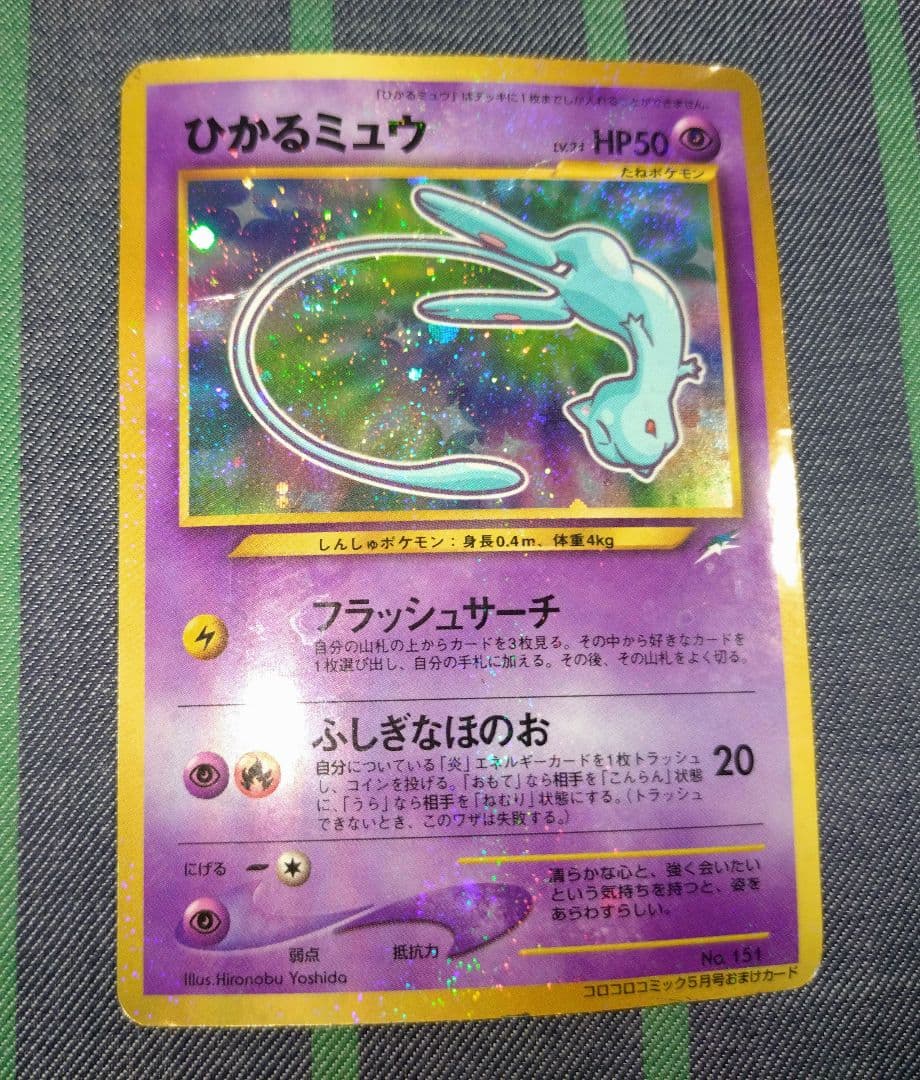 「ひかるミュウ」はデッキに1枚までしか入れることができません。
ひかるミュウ
LV.24 HP50
たねポケモン
しんしゅポケモン：身長0.4m、体重4kg
フラッシュサーチ
自分の山札の上からカードを3枚見る。その中から好きなカードを
1枚選び出し、自分の手札に加える。その後、その山札をよく切る。
ふしぎなほのお
20
自分についている「炎」エネルギーカードを1枚トラッシュ
し、コインを投げる。「おもて」なら相手を「こんらん」状態
に、「うら」なら相手を「ねむり」状態にする。（トラッシュ
できないとき、このワザは失敗する。）
にげる
弱点
抵抗力
清らかな心と、強く会いたい
という気持ちを持つと、姿を
あらわすらしい。
Illus.Hironobu Yoshida
No. 151
コロコロコミック5月号おまけカード